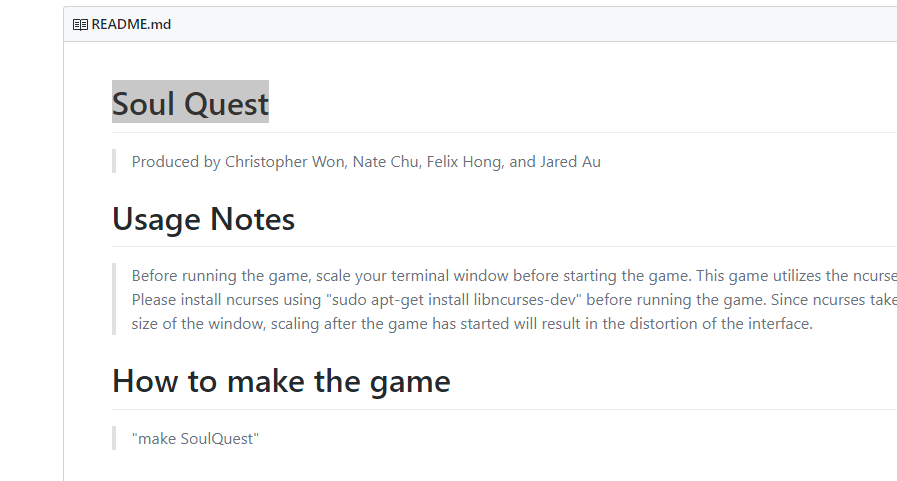 README.md
Soul Quest
Produced by Christopher Won, Nate Chu, Felix Hong, and Jared Au
Usage Notes
Before running the game, scale your terminal window before starting the game. This game utilizes the ncurse
Please install ncurses using "sudo apt-get install libncurses-dev" before running the game. Since ncurses take
size of the window, scaling after the game has started will result in the distortion of the interface.
How to make the game
"make SoulQuest"